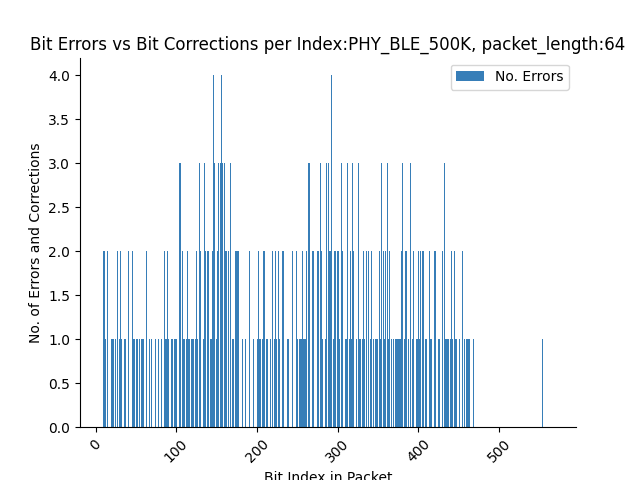 Bit Errors vs Bit Corrections per Index:PHY_BLE_500K, packet_length:64
No. Errors
No. of Errors and Corrections
4.0
3.5
3.0
2.5
2.0
1.5
1.0
0.5
0.0
0 100 200 300 400 500
Bit Index in Packet